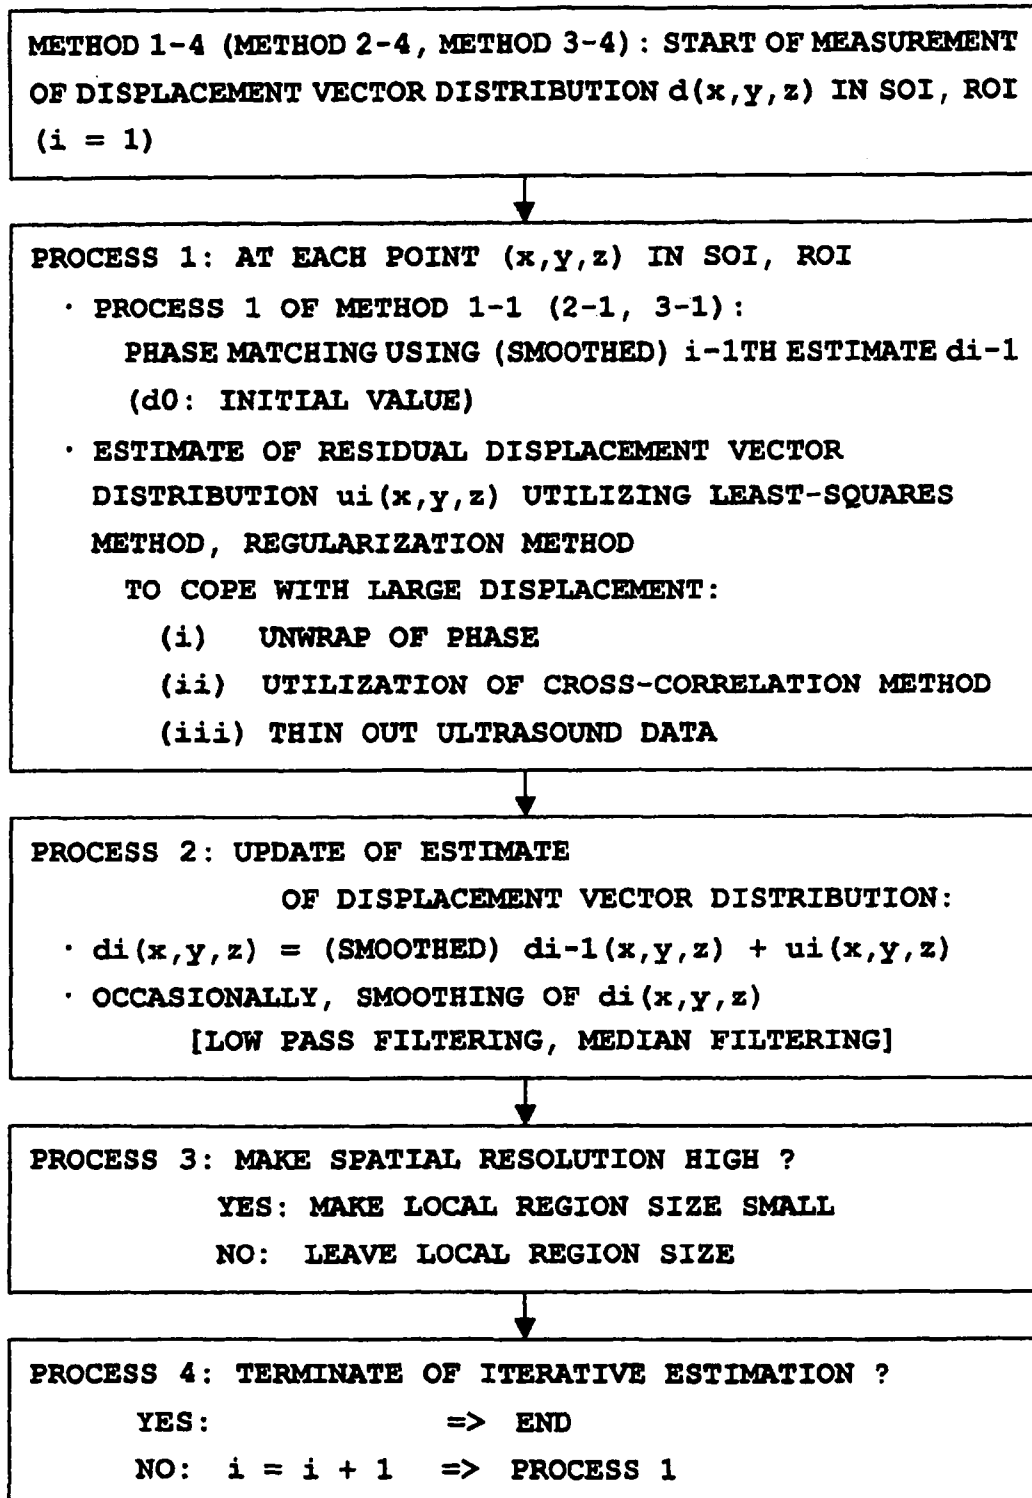 METHOD 1-4 (METHOD 2-4, METHOD 3-4) : START OF MEASUREMENT
OF DISPLACEMENT VECTOR DISTRIBUTION d(x,y,z) IN SOI, ROI
(i = 1)
PROCESS 1: AT EACH POINT (x,y,z) IN SOI, ROI
· PROCESS 1 OF METHOD 1-1 (2-1, 3-1) :
PHASE MATCHING USING (SMOOTHED) i-1TH ESTIMATE di-1
(d0: INITIAL VALUE)
· ESTIMATE OF RESIDUAL DISPLACEMENT VECTOR
DISTRIBUTION ui(x,y,z) UTILIZING LEAST-SQUARES
METHOD, REGULARIZATION METHOD
TO COPE WITH LARGE DISPLACEMENT:
(i) UNWRAP OF PHASE
(ii) UTILIZATION OF CROSS-CORRELATION METHOD
(iii) THIN OUT ULTRASOUND DATA
PROCESS 2: UPDATE OF ESTIMATE
OF DISPLACEMENT VECTOR DISTRIBUTION:
· di(x,y,z) = (SMOOTHED) di-1(x,y,z) + ui(x,y,z)
· OCCASIONALLY, SMOOTHING OF di(x,y,z)
[LOW PASS FILTERING, MEDIAN FILTERING]
PROCESS 3: MAKE SPATIAL RESOLUTION HIGH ?
YES: MAKE LOCAL REGION SIZE SMALL
NO: LEAVE LOCAL REGION SIZE
PROCESS 4: TERMINATE OF ITERATIVE ESTIMATION ?
YES: => END
NO: i = i + 1 => PROCESS 1